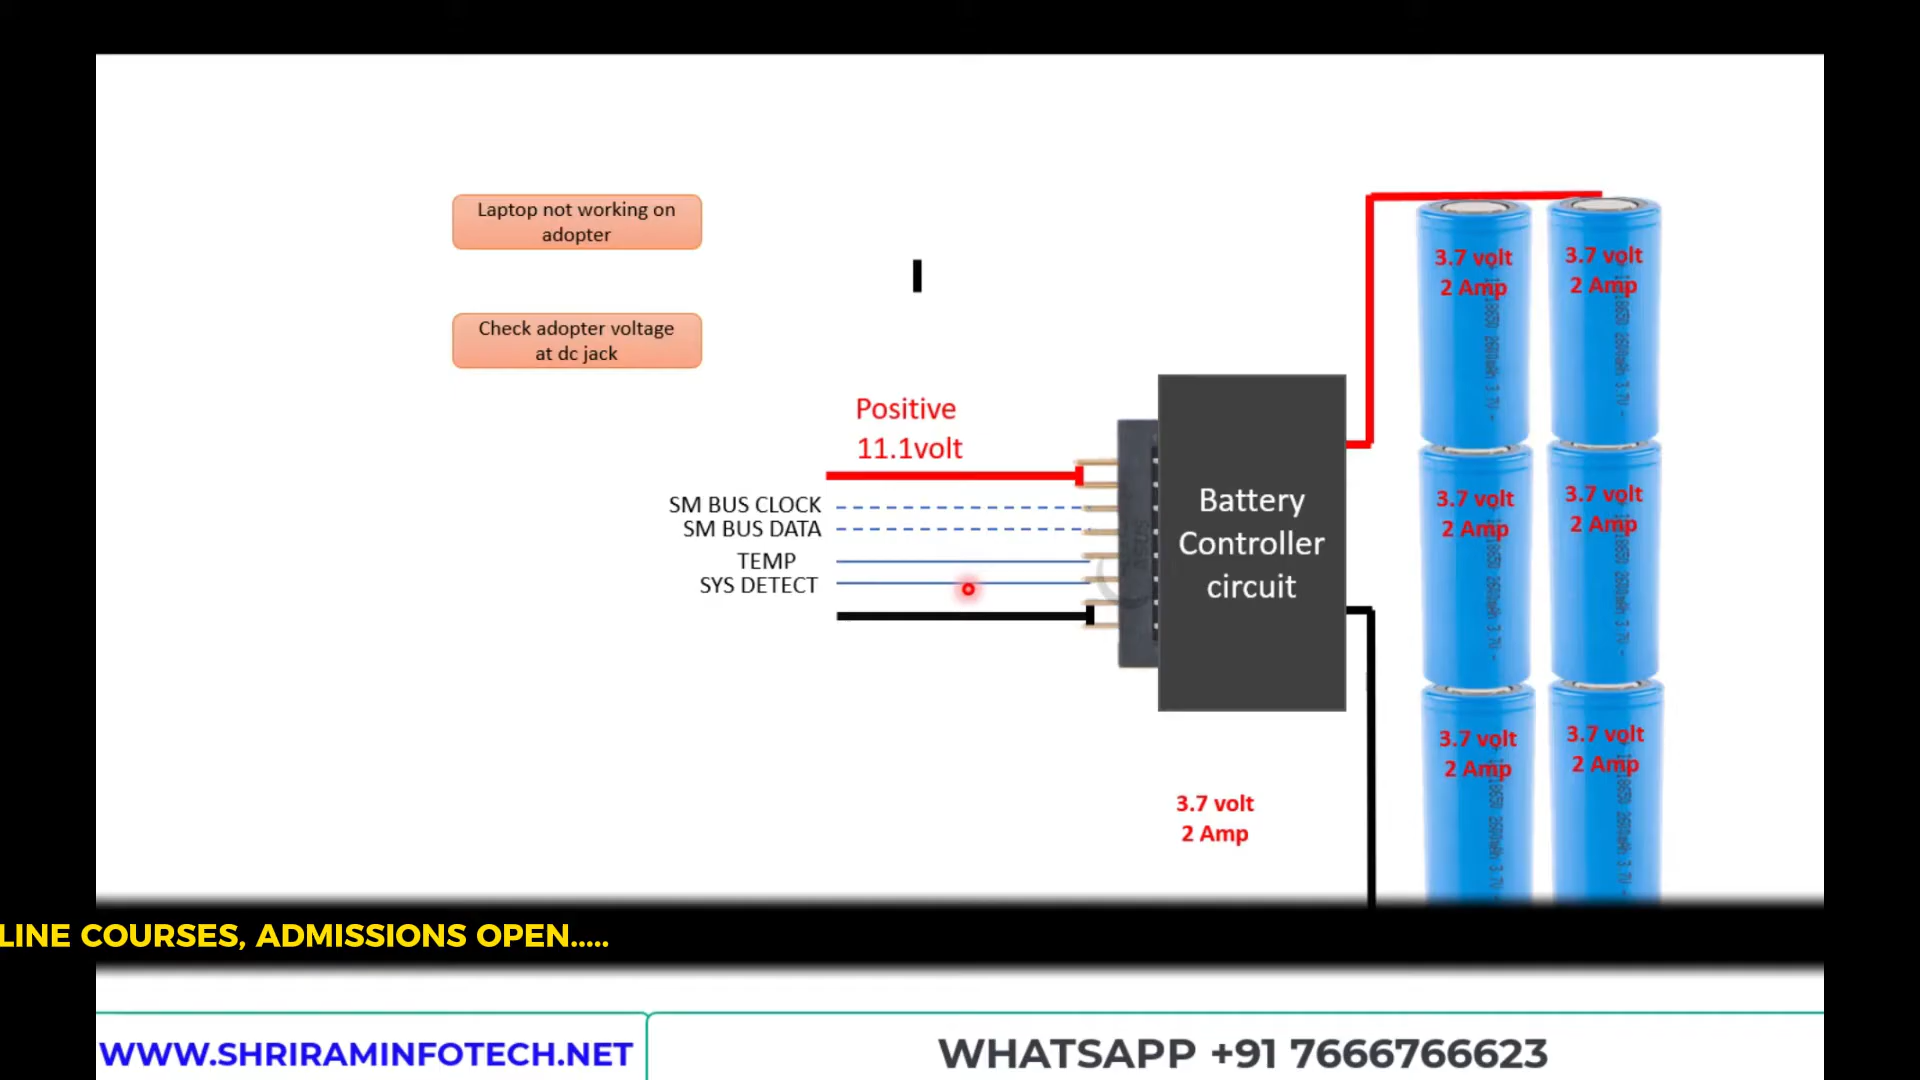 Laptop not working on
adopter
Check adopter voltage
at dc jack
Positive
11.1volt
SM BUS CLOCK
SM BUS DATA
TEMP
SYS DETECT
Battery
Controller
circuit
3.7 volt
2 Amp
3.7 volt
2 Amp
3.7 volt
2 Amp
3.7 volt
2 Amp
3.7 volt
2 Amp
3.7 volt
2 Amp
3.7 volt
2 Amp
LINE COURSES, ADMISSIONS OPEN.....
WWW.SHRIRAMINFOTECH.NET
WHATSAPP +91 7666766623